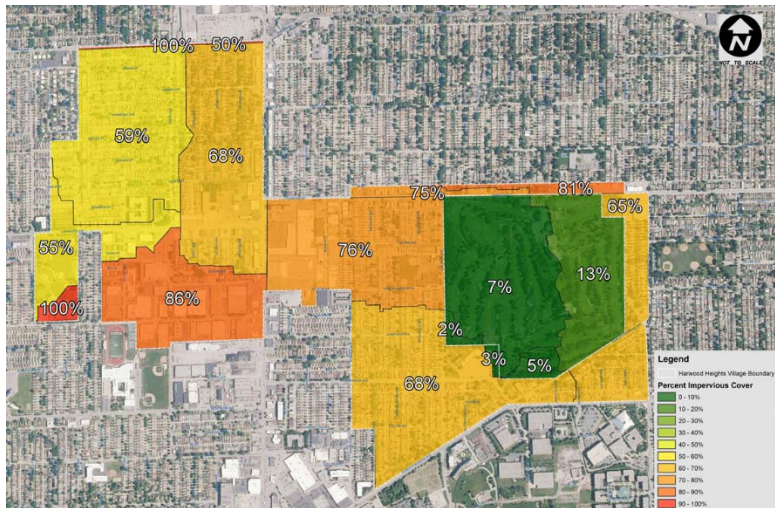 100%
50%
N
NOT TO SCALE
59%
68%
75%
81%
65%
55%
76%
7%
13%
86%
100%
2%
3%
5%
68%
Legend
Harwood Heights Village Boundary
Percent Impervious Cover
0 - 10%
10 - 20%
20 - 30%
30 - 40%
40 - 50%
50 - 60%
60 - 70%
70 - 80%
80 - 90%
90 - 100%